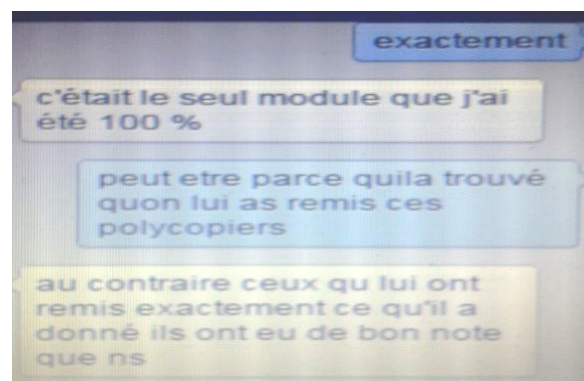 exactement
c'était le seul module que j'ai
été 100 %
peut etre parce quila trouvé
quon lui as remis ces
polycopiers
au contraire ceux qu lui ont
remis exactement ce qu'il a
donné ils ont eu de bon note
que ns